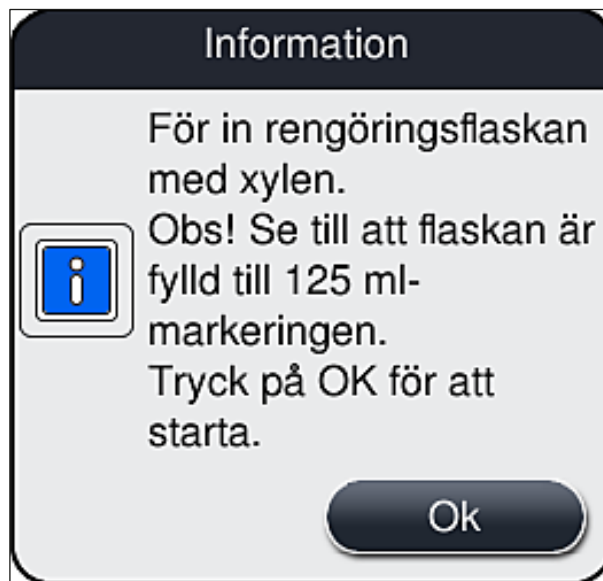 Information
För in rengöringsflaskan
med xylen.
Obs! Se till att flaskan är
fylld till 125 ml-
markeringen.
Tryck på OK för att
starta.
Ok